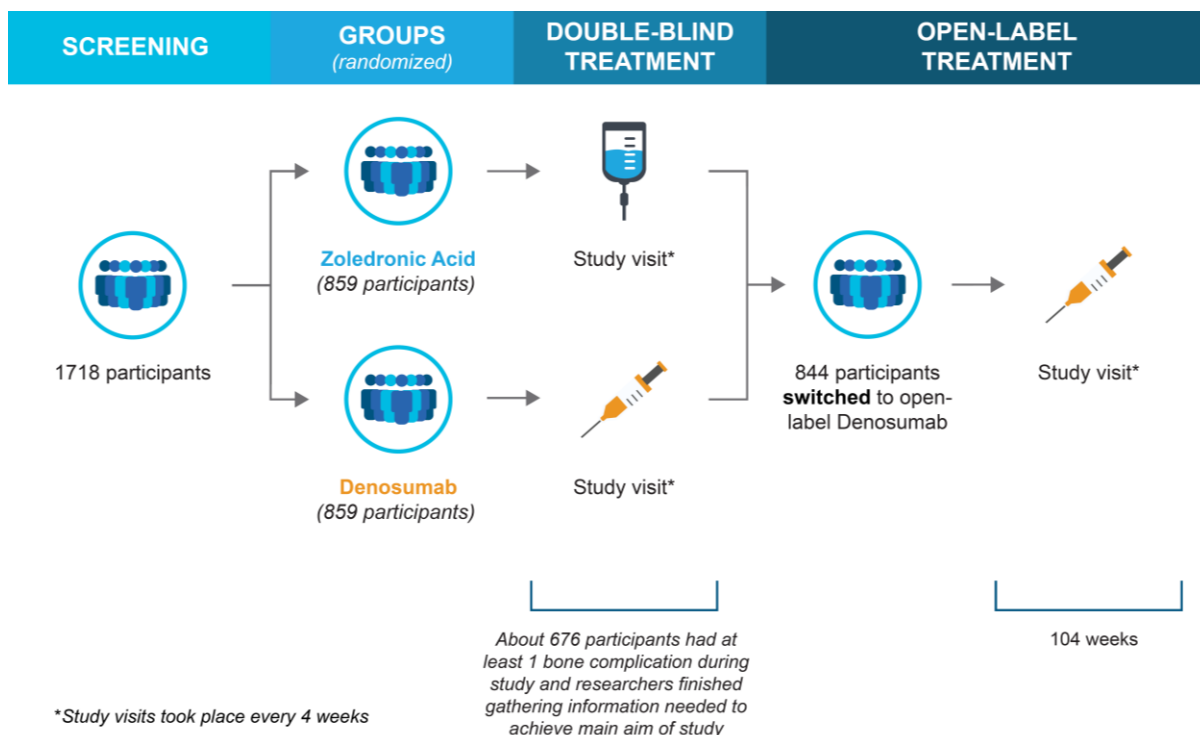 SCREENING
GROUPS
(randomized)
DOUBLE-BLIND
TREATMENT
OPEN-LABEL
TREATMENT
1718 participants
Zoledronic Acid
(859 participants)
Study visit*
Denosumab
(859 participants)
Study visit*
844 participants
switched to open-
label Denosumab
Study visit*
About 676 participants had at
least 1 bone complication during
study and researchers finished
gathering information needed to
achieve main aim of study
104 weeks
*Study visits took place every 4 weeks